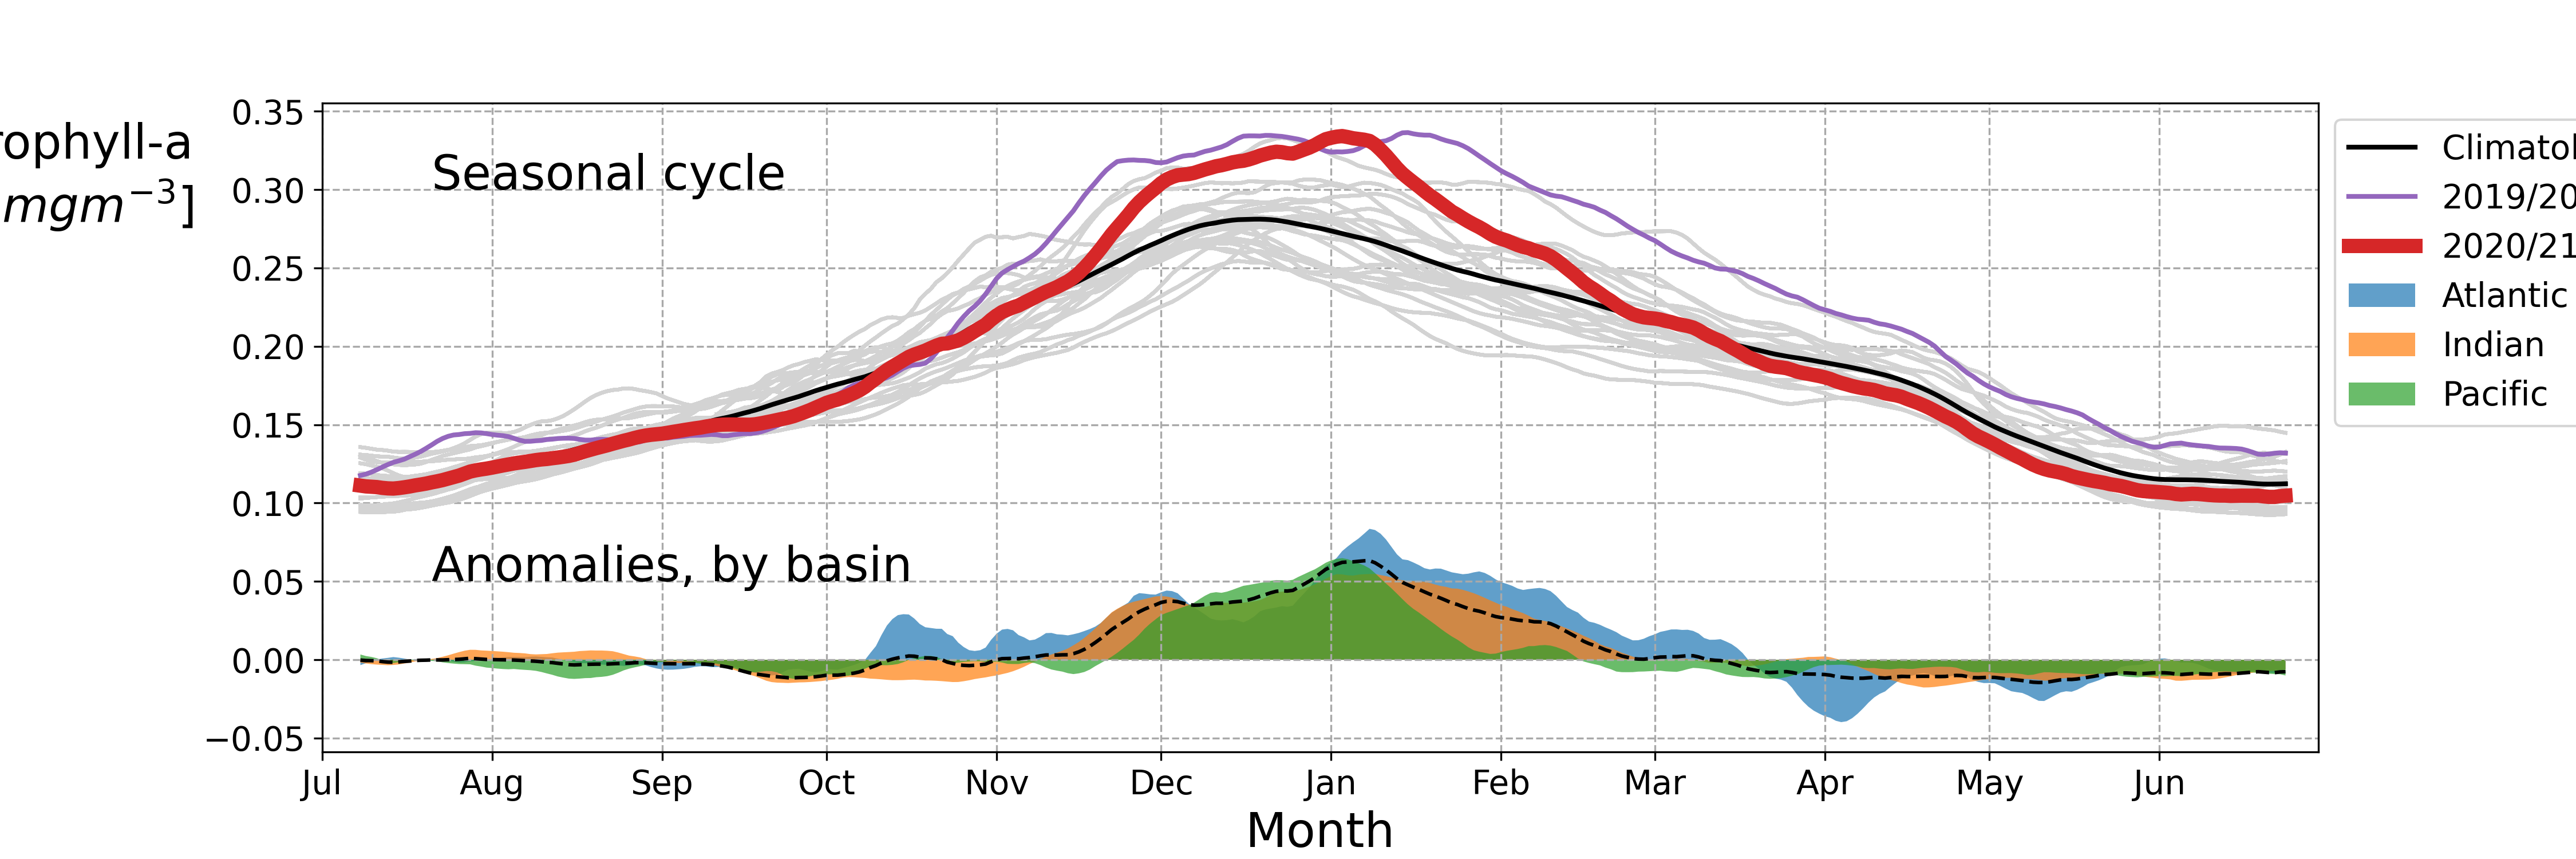 rophyll-a
mgm⁻³]
0.35
0.30
0.25
0.20
0.15
0.10
0.05
0.00
−0.05
Seasonal cycle
Anomalies, by basin
Jul Aug Sep Oct Nov Dec Jan Feb Mar Apr May Jun
Month
Climatol
2019/20
2020/21
Atlantic
Indian
Pacific